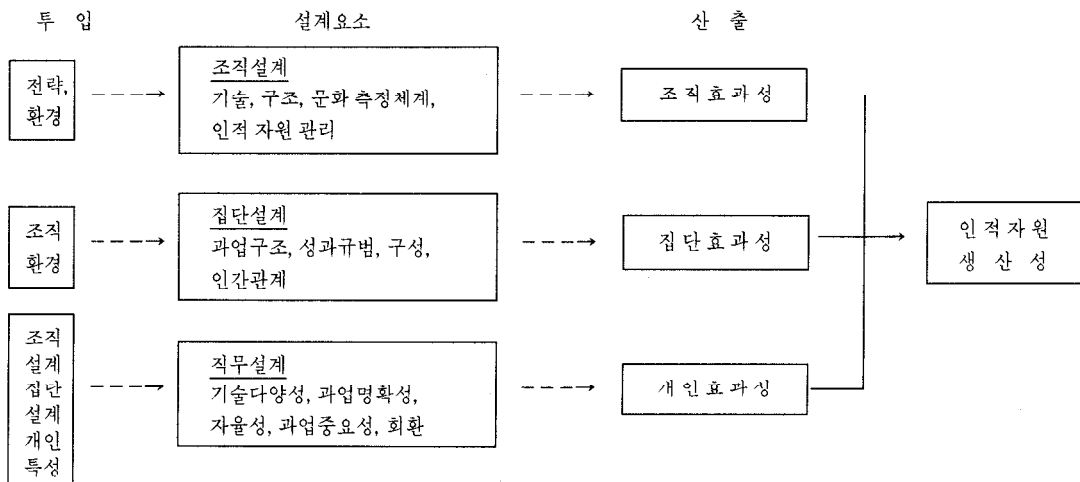 투 입 설계요소 산 출
전략,
환경
조직설계
기술, 구조, 문화 측정체계,
인적 자원 관리
조직효과성
조직
환경
집단설계
과업구조, 성과규범, 구성,
인간관계
집단효과성
인적자원
생 산 성
조직
설계
집단
설계
개인
특성
직무설계
기술다양성, 과업명확성,
자율성, 과업중요성, 회환
개인효과성